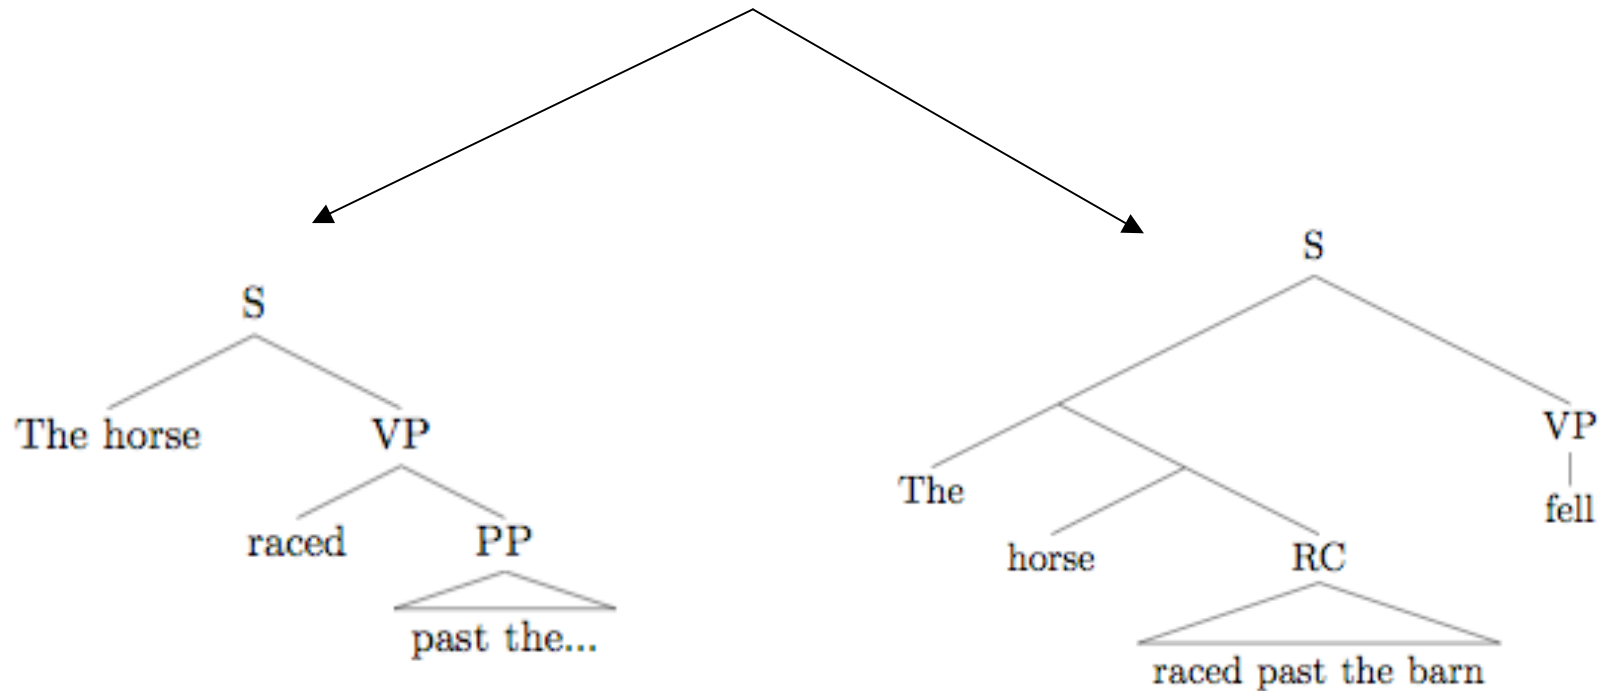 S
The horse
VP
raced
PP
past the...
S
VP
The
fell
horse
RC
raced past the barn